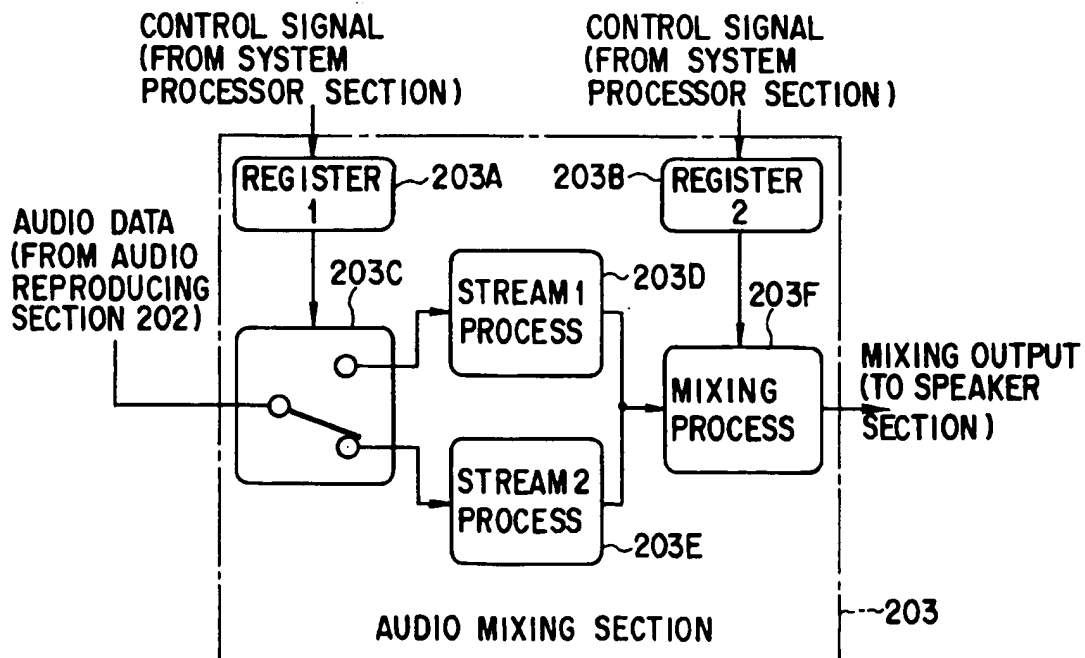 CONTROL SIGNAL
(FROM SYSTEM
PROCESSOR SECTION)
CONTROL SIGNAL
(FROM SYSTEM
PROCESSOR SECTION)
REGISTER
1
203A
203B
REGISTER
2
AUDIO DATA
(FROM AUDIO
REPRODUCING
SECTION 202)
203C
STREAM 1
PROCESS
203D
203F
MIXING
PROCESS
MIXING OUTPUT
(TO SPEAKER
SECTION)
STREAM 2
PROCESS
203E
203
AUDIO MIXING SECTION